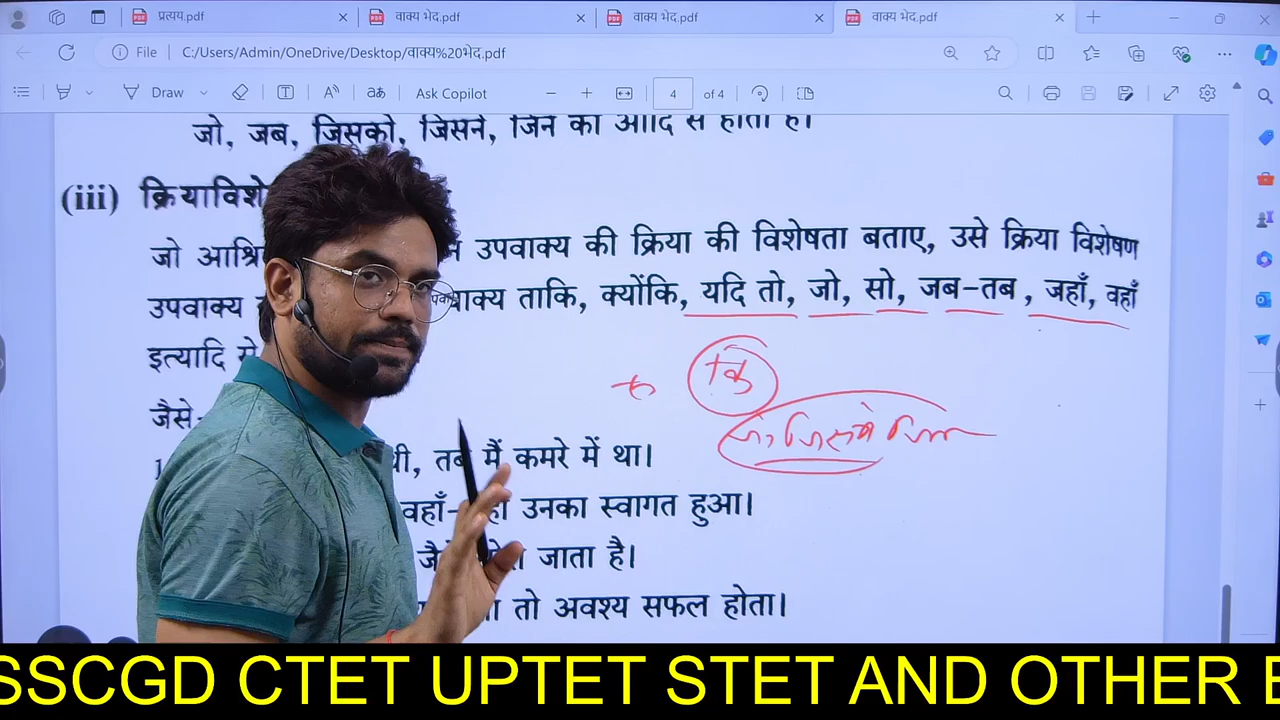 प्रत्यय.pdf
वाक्य भेद.pdf
वाक्य भेद.pdf
वाक्य भेद.pdf
File C:/Users/Admin/OneDrive/Desktop/वाक्य%20भेद.pdf
Draw Ask Copilot 4 of 4
जो, जब, जिसको, जिसने, जिन का आदि से होता है।
(iii) क्रियाविशे
जो आश्रि उपवाक्य की क्रिया की विशेषता बताए, उसे क्रिया विशेषण
उपवाक्य वाक्य ताकि, क्योंकि, यदि तो, जो, सो, जब-तब, जहाँ, वहाँ
इत्यादि से
कि
जैसे:-
थी, तब मैं कमरे में था।
वहाँ- उनका स्वागत हुआ।
जाता है।
तो अवश्य सफल होता।
SSCGD CTET UPTET STET AND OTHER E